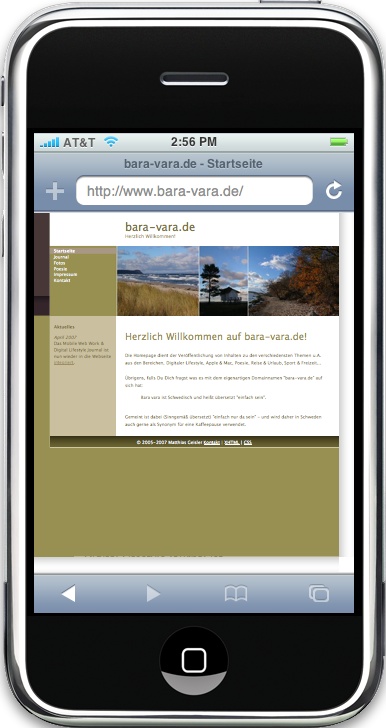 AT&T 2:56 PM
bara-vara.de - Startseite
http://www.bara-vara.de/
bara-vara.de
Herzlich Willkommen!
Startseite
Journal
Fotos
Poesie
Impressum
Kontakt
Aktuelles
April 2007
Das Mobile Web Work &
Digital Lifestyle Journal ist
nun wieder in die Webseite
Herzlich Willkommen auf bara-vara.de!
Die Homepage dient der Veröffentlichung von Inhalten zu den verschiedensten Themen u.A.
aus den Bereichen, Digitaler Lifestyle, Apple & Mac, Poesie, Reise & Urlaub, Sport & Freizeit...
Übrigens, falls Du Dich fragst was es mit dem eigenartigen Domainnamen "bara-vara.de" auf
sich hat:
Bara vara ist Schwedisch und heißt übersetzt "einfach sein".
Gemeint ist dabei (Sinngemäß übersetzt) "einfach nur da sein" - und wird daher in Schweden
auch gerne als Synonym für eine Kaffeepause verwendet.
© 2005-2007 Matthias Geisler Kontakt | XHTML | CSS